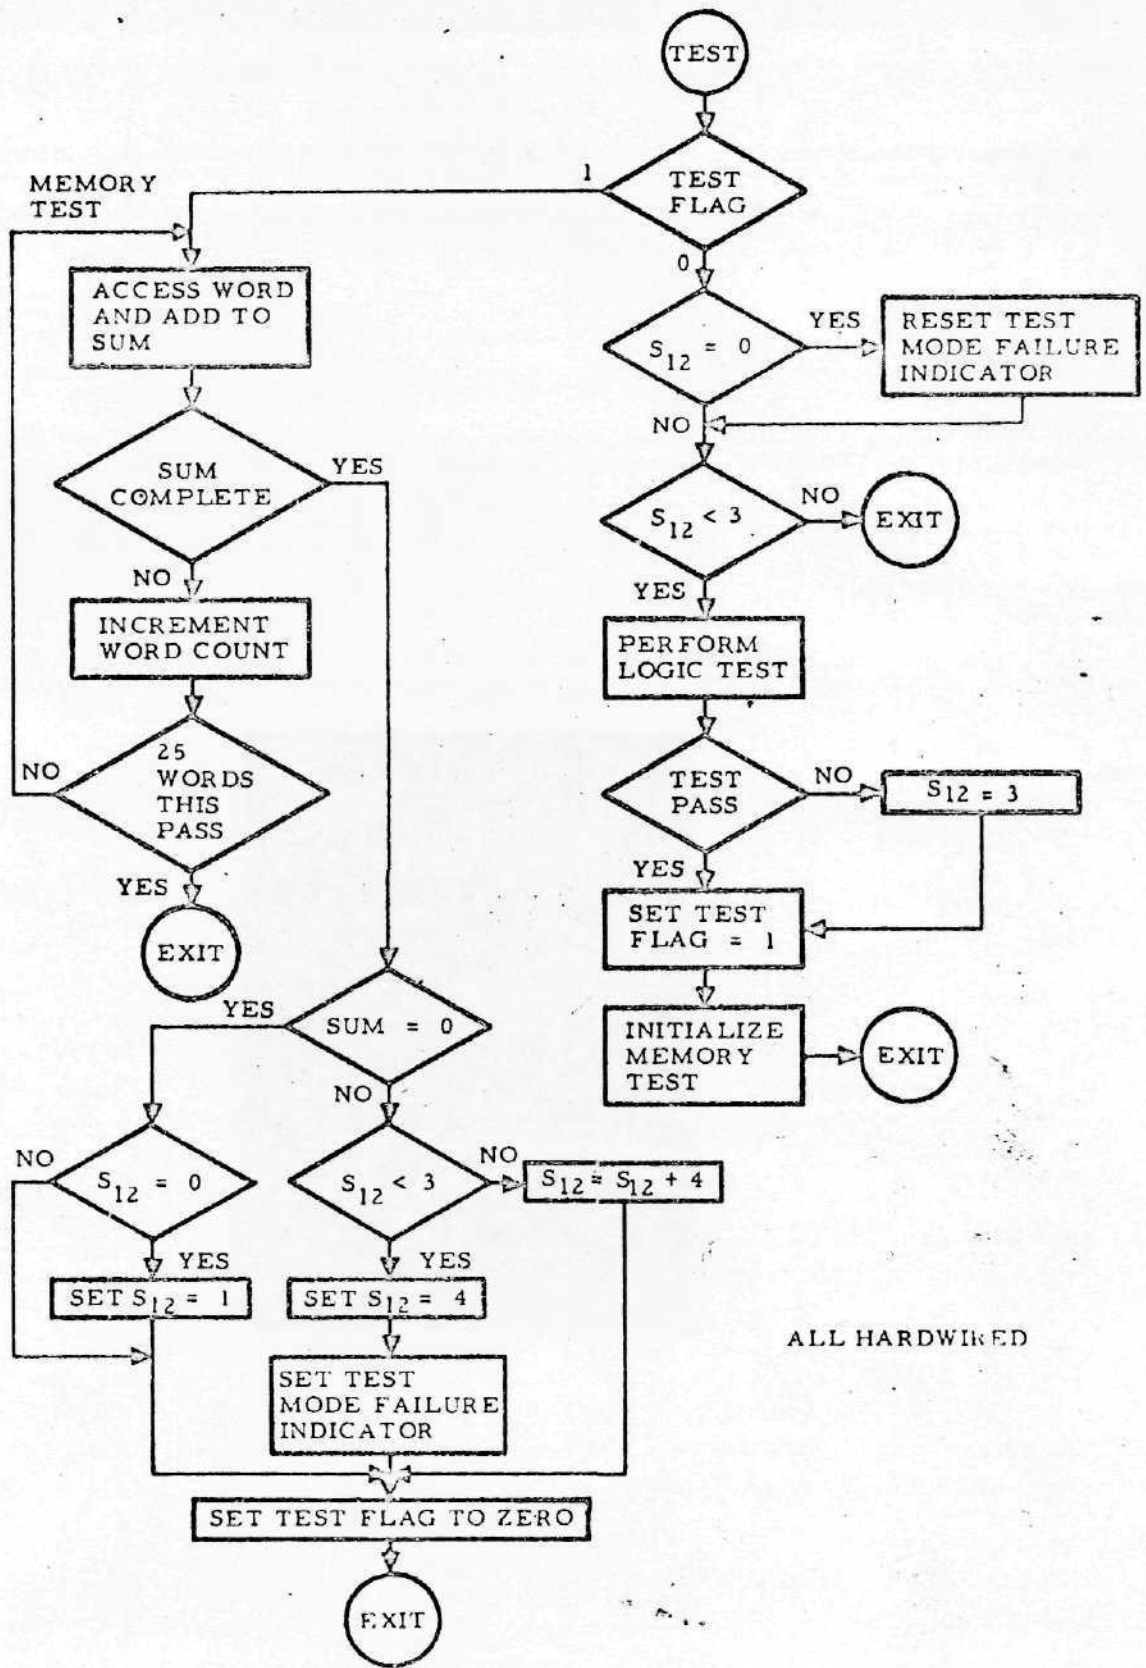 TEST
TEST
FLAG
1
0
MEMORY
TEST
ACCESS WORD
AND ADD TO
SUM
S12 = 0
YES
NO
RESET TEST
MODE FAILURE
INDICATOR
SUM
COMPLETE
YES
NO
S12 < 3
NO
YES
EXIT
INCREMENT
WORD COUNT
PERFORM
LOGIC TEST
25
WORDS
THIS
PASS
NO
YES
TEST
PASS
NO
YES
S12 = 3
EXIT
SET TEST
FLAG = 1
SUM = 0
YES
NO
INITIALIZE
MEMORY
TEST
EXIT
S12 = 0
NO
YES
S12 < 3
NO
YES
S12 = S12 + 4
SET S12 = 1
SET S12 = 4
ALL HARDWIRED
SET TEST
MODE FAILURE
INDICATOR
SET TEST FLAG TO ZERO
EXIT